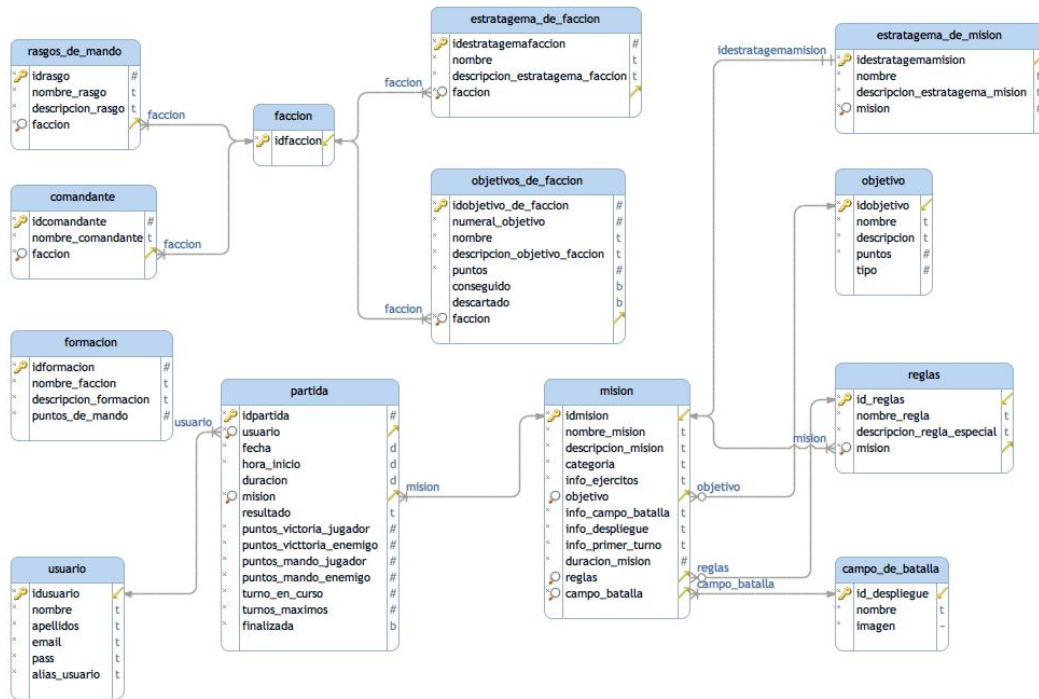 rasgos_de_mando
idrasgo #
nombre_rasgo t
descripcion_rasgo t
faccion
faccion
comandante
idcomandante #
nombre_comandante t
faccion
faccion
faccion
idfaccion
estratagema_de_faccion
idestratagemafaccion #
nombre t
descripcion_estratagema_faccion t
faccion
faccion
objetivos_de_faccion
idobjetivo_de_faccion #
numeral_objetivo #
nombre t
descripcion_objetivo_faccion t
puntos #
conseguido b
descartado b
faccion
faccion
estratagema_de_mision
idestratagemamision
nombre t
descripcion_estratagema_mision t
mision #
idestratagemamision
objetivo
idobjetivo
nombre t
descripcion t
puntos #
tipo #
formacion
idformacion #
nombre_faccion t
descripcion_formacion t
puntos_de_mando #
usuario
partida
idpartida #
usuario
fecha d
hora_inicio d
duracion d
mision
resultado t
puntos_victoria_jugador #
puntos_victtoria_enemigo #
puntos_mando_jugador #
puntos_mando_enemigo #
turno_en_curso #
turnos_maximos #
finalizada b
mision
mision
idmision
nombre_mision t
descripcion_mision t
categoria t
info_ejercitos t
objetivo
info_campo_batalla t
info_despliegue t
info_primer_turno t
duracion_mision #
reglas
campo_batalla
objetivo
reglas
campo_batalla
mision
reglas
id_reglas
nombre_regla t
descripcion_regla_especial t
mision
usuario
idusuario
nombre t
apellidos t
email t
pass t
alias_usuario t
campo_de_batalla
id_despliegue
nombre t
imagen ~